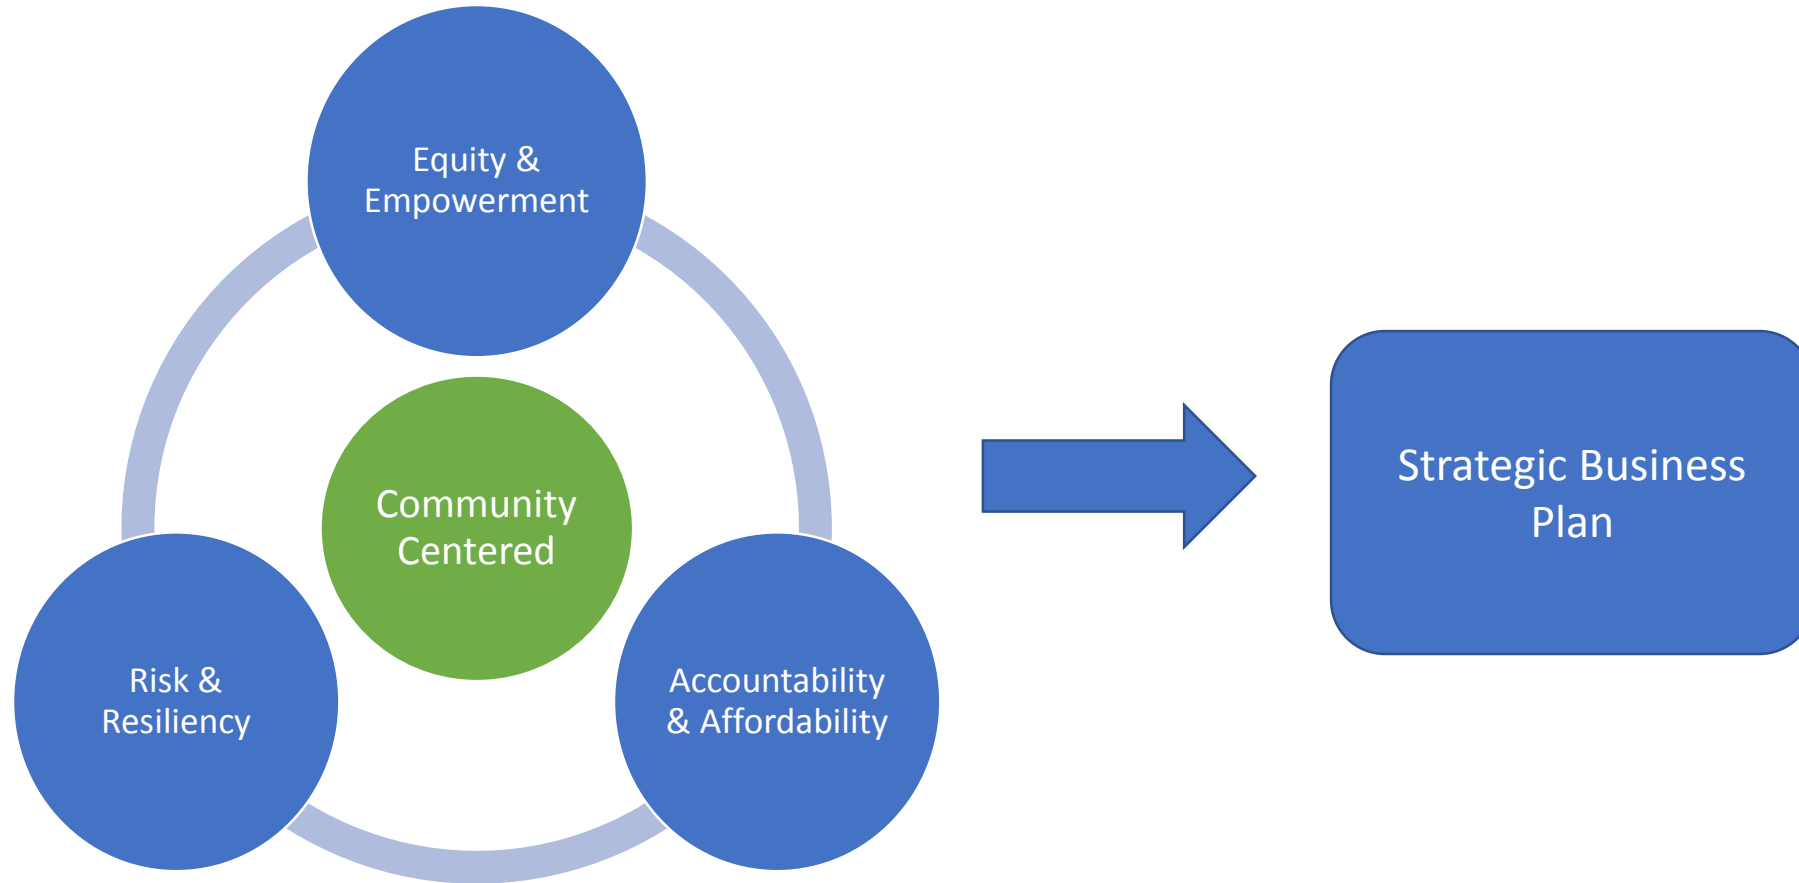 Equity &
Empowerment
Community
Centered
Risk &
Resiliency
Accountability
& Affordability
Strategic Business
Plan